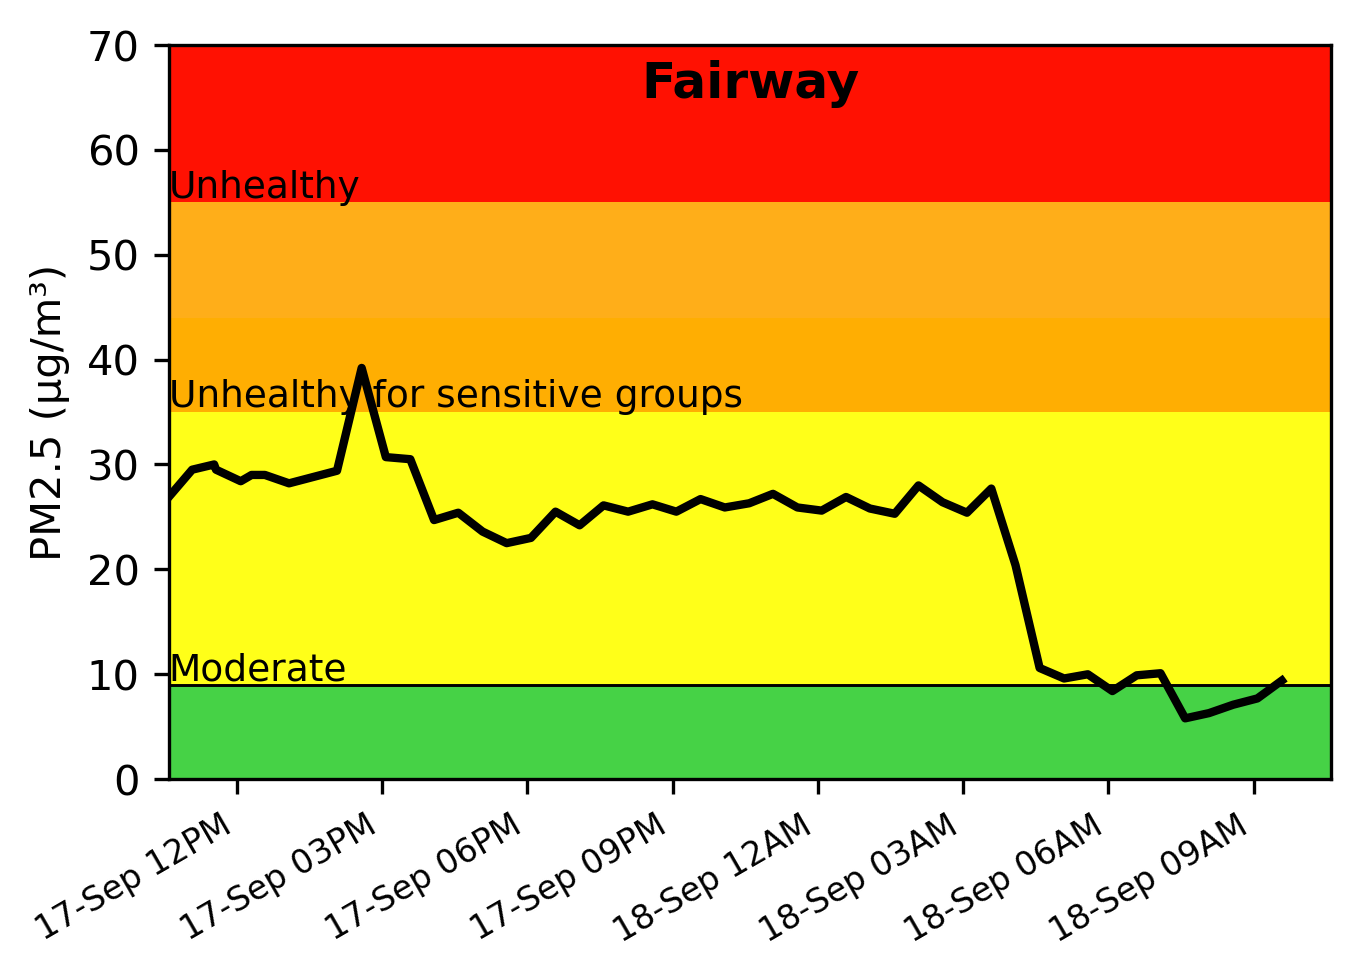 Fairway
PM2.5 (µg/m³)
70
60
50
40
30
20
10
0
Unhealthy
Unhealthy for sensitive groups
Moderate
17-Sep 12PM
17-Sep 03PM
17-Sep 06PM
17-Sep 09PM
18-Sep 12AM
18-Sep 03AM
18-Sep 06AM
18-Sep 09AM